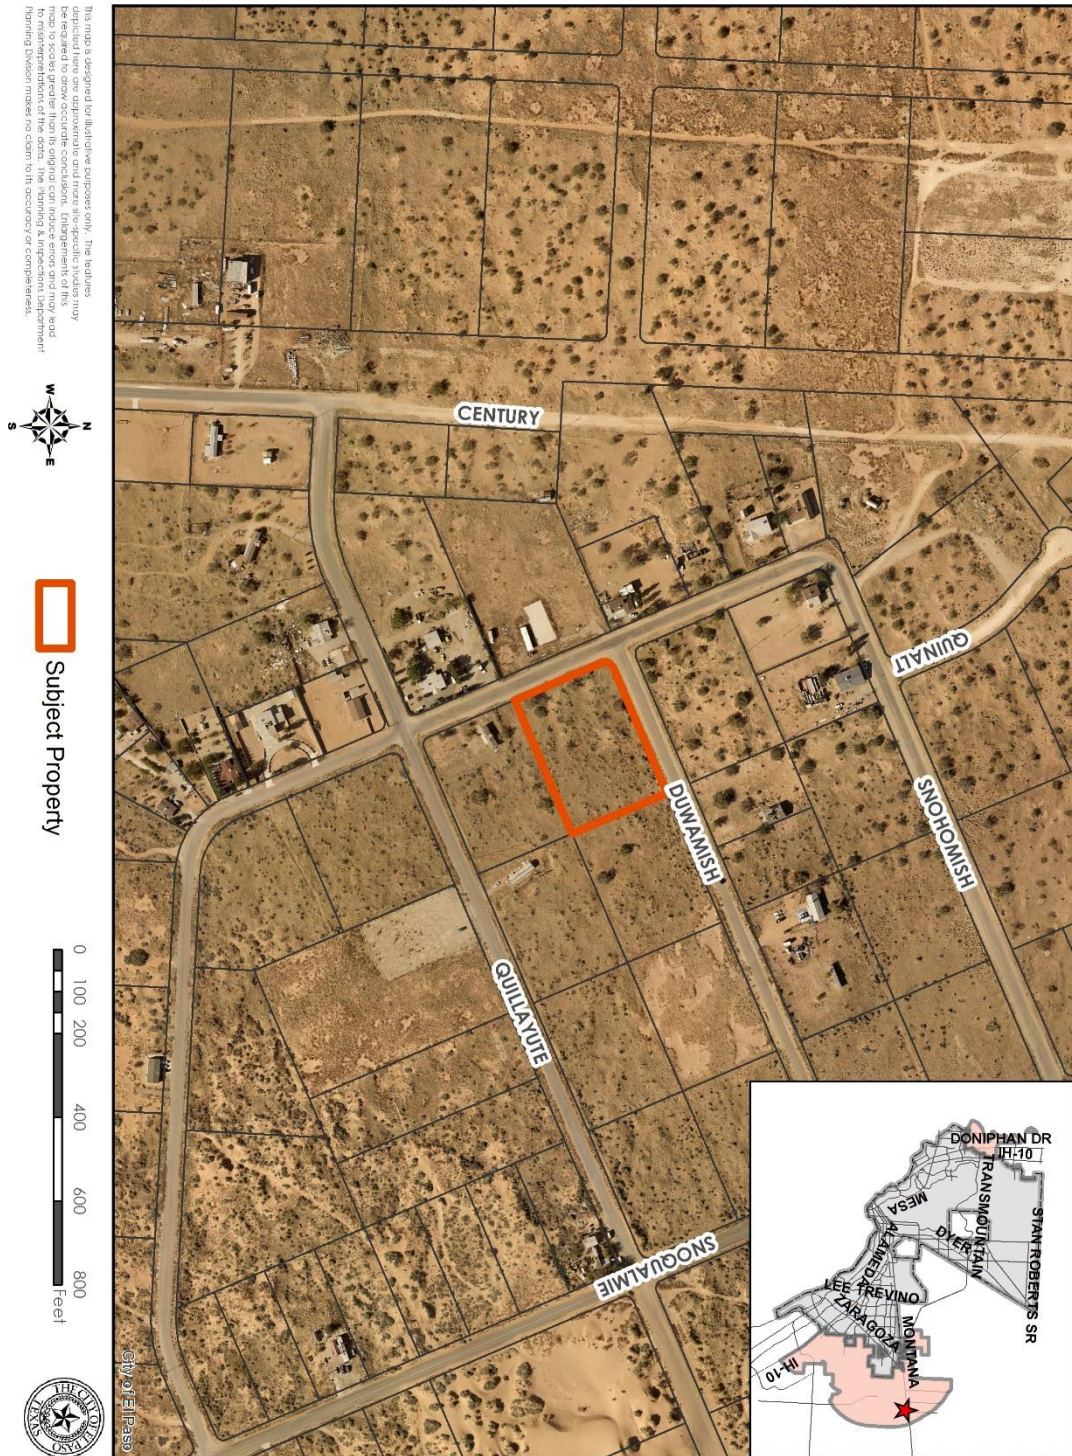 This map is designed for illustrative purposes only. The features
depicted here are approximate and more site-specific studies may
be required to draw accurate conclusions. Enlargements of this
map to scales greater than its original can induce errors and may lead
to misinterpretations of the data. The Planning & Inspections Department
Planning Division makes no claim to its accuracy or completeness.
N
W
E
S
Subject Property
0 100 200 400 600 800
Feet
THE CITY OF EL PASO
TEXAS
City of El Paso
CENTURY
QUINALT
SNOHOMISH
DUWAMISH
QUILLAYUTE
SNOQUALMIE
DONIPHAN DR
IH-10
TRANSMOUNTAIN
STAN ROBERTS SR
MESA
DYER
ALAMEDA
LEE TREVINO
ZARAGOZA
MONTANA
IH-10